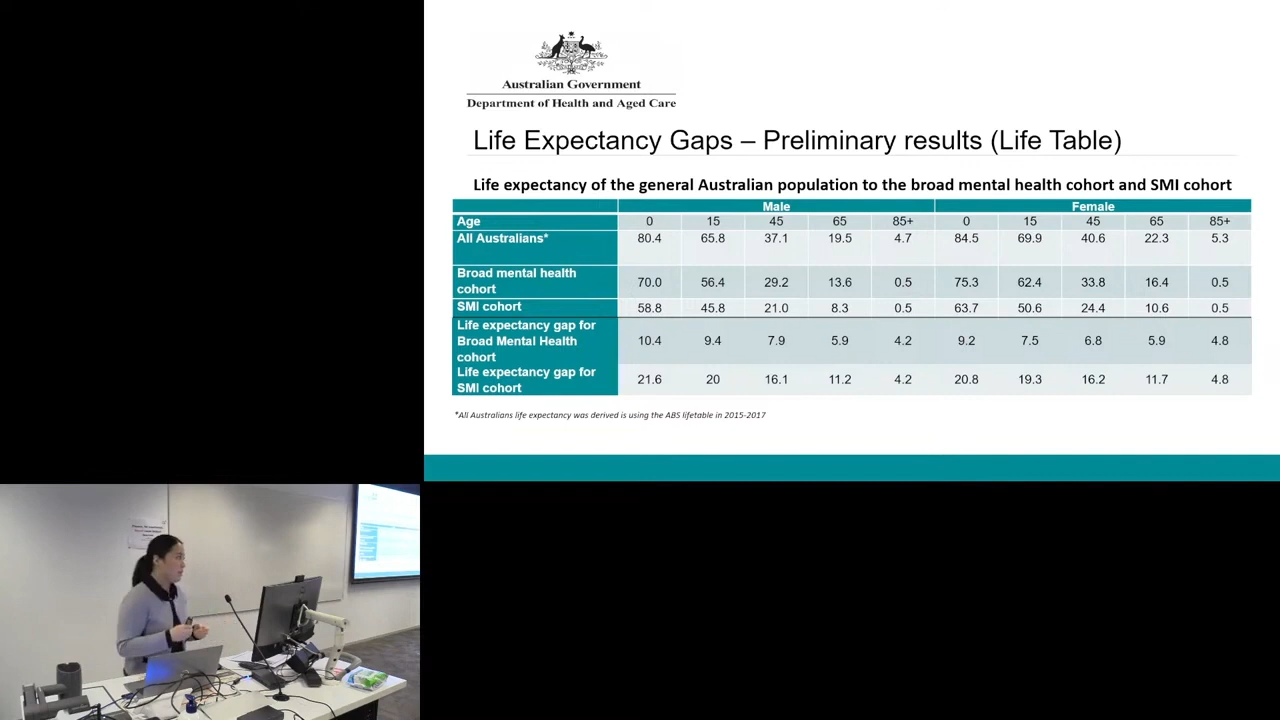 Australian Government
Department of Health and Aged Care
Life Expectancy Gaps – Preliminary results (Life Table)
Life expectancy of the general Australian population to the broad mental health cohort and SMI cohort
Male Female
Age 0 15 45 65 85+ 0 15 45 65 85+
All Australians* 80.4 65.8 37.1 19.5 4.7 84.5 69.9 40.6 22.3 5.3
Broad mental health
cohort 70.0 56.4 29.2 13.6 0.5 75.3 62.4 33.8 16.4 0.5
SMI cohort 58.8 45.8 21.0 8.3 0.5 63.7 50.6 24.4 10.6 0.5
Life expectancy gap for
Broad Mental Health 10.4 9.4 7.9 5.9 4.2 9.2 7.5 6.8 5.9 4.8
cohort
Life expectancy gap for
SMI cohort 21.6 20 16.1 11.2 4.2 20.8 19.3 16.2 11.7 4.8
*All Australians life expectancy was derived is using the ABS lifetable in 2015-2017